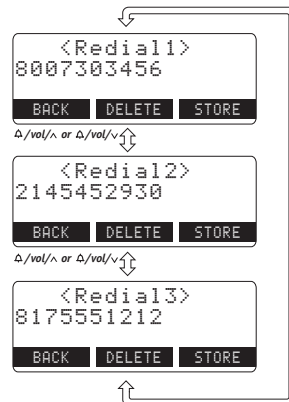 <Redial1>
8007303456
BACK DELETE STORE
/vol/^ or /vol/v
<Redial2>
2145452930
BACK DELETE STORE
/vol/^ or /vol/v
<Redial3>
8175551212
BACK DELETE STORE